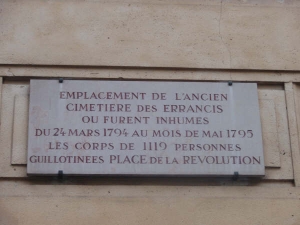 EMPLACEMENT DE L'ANCIEN
CIMETIERE DES ERRANCIS
OU FURENT INHUMES
DU 24 MARS 1794 AU MOIS DE MAI 1795
LES CORPS DE 1119 PERSONNES
GUILLOTINEES PLACE DE LA REVOLUTION